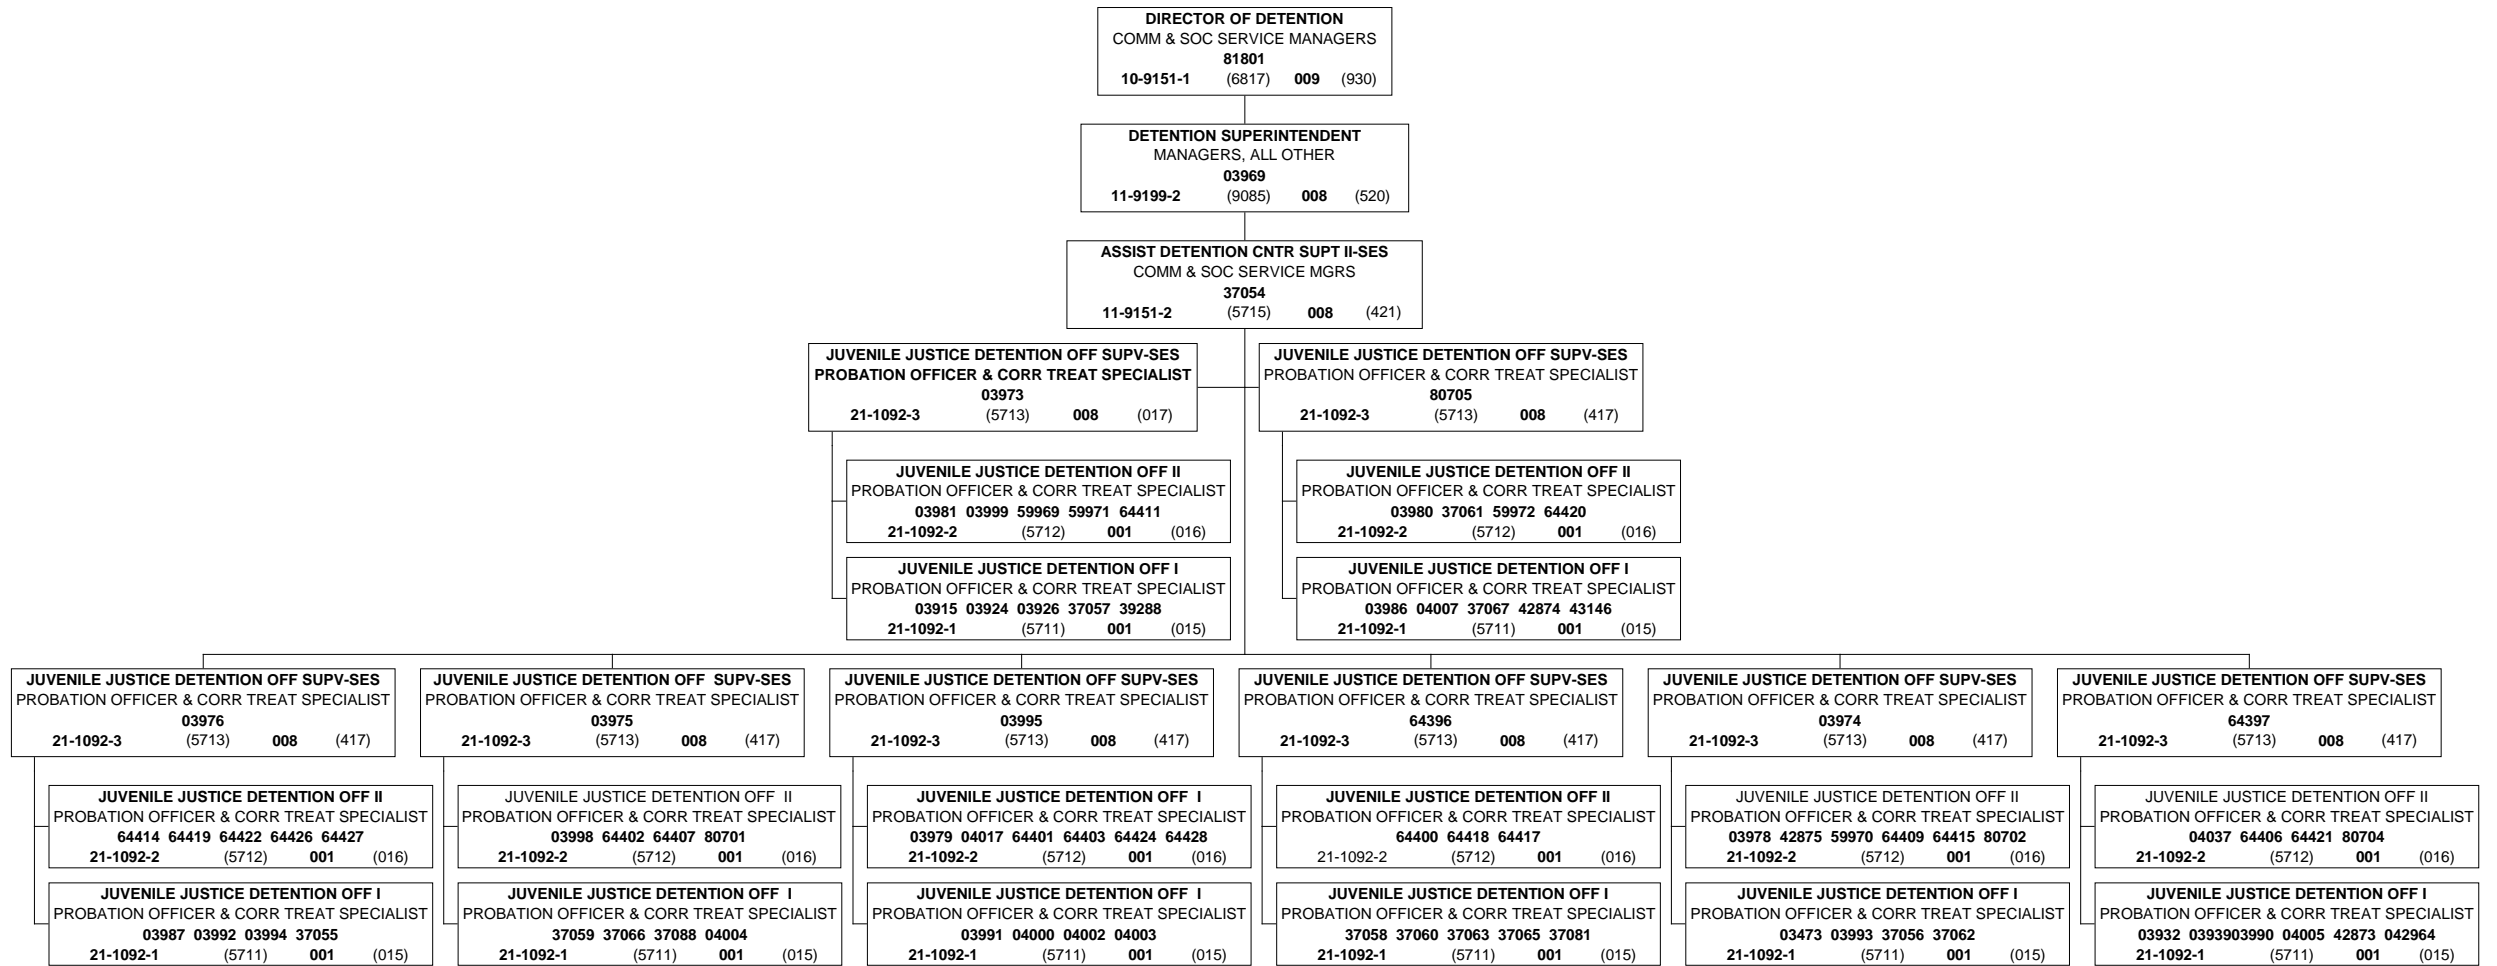 DIRECTOR OF DETENTION
COMM & SOC SERVICE MANAGERS
81801
10-9151-1 (6817) 009 (930)
DETENTION SUPERINTENDENT
MANAGERS, ALL OTHER
03969
11-9199-2 (9085) 008 (520)
ASSIST DETENTION CNTR SUPT II-SES
COMM & SOC SERVICE MGRS
37054
11-9151-2 (5715) 008 (421)
JUVENILE JUSTICE DETENTION OFF SUPV-SES
PROBATION OFFICER & CORR TREAT SPECIALIST
03973
21-1092-3 (5713) 008 (017)
JUVENILE JUSTICE DETENTION OFF II
PROBATION OFFICER & CORR TREAT SPECIALIST
03981 03999 59969 59971 64411
21-1092-2 (5712) 001 (016)
JUVENILE JUSTICE DETENTION OFF I
PROBATION OFFICER & CORR TREAT SPECIALIST
03915 03924 03926 37057 39288
21-1092-1 (5711) 001 (015)
JUVENILE JUSTICE DETENTION OFF SUPV-SES
PROBATION OFFICER & CORR TREAT SPECIALIST
80705
21-1092-3 (5713) 008 (417)
JUVENILE JUSTICE DETENTION OFF II
PROBATION OFFICER & CORR TREAT SPECIALIST
03980 37061 59972 64420
21-1092-2 (5712) 001 (016)
JUVENILE JUSTICE DETENTION OFF I
PROBATION OFFICER & CORR TREAT SPECIALIST
03986 04007 37067 42874 43146
21-1092-1 (5711) 001 (015)
JUVENILE JUSTICE DETENTION OFF SUPV-SES
PROBATION OFFICER & CORR TREAT SPECIALIST
03976
21-1092-3 (5713) 008 (417)
JUVENILE JUSTICE DETENTION OFF II
PROBATION OFFICER & CORR TREAT SPECIALIST
64414 64419 64422 64426 64427
21-1092-2 (5712) 001 (016)
JUVENILE JUSTICE DETENTION OFF I
PROBATION OFFICER & CORR TREAT SPECIALIST
03987 03992 03994 37055
21-1092-1 (5711) 001 (015)
JUVENILE JUSTICE DETENTION OFF SUPV-SES
PROBATION OFFICER & CORR TREAT SPECIALIST
03975
21-1092-3 (5713) 008 (417)
JUVENILE JUSTICE DETENTION OFF II
PROBATION OFFICER & CORR TREAT SPECIALIST
03998 64402 64407 80701
21-1092-2 (5712) 001 (016)
JUVENILE JUSTICE DETENTION OFF I
PROBATION OFFICER & CORR TREAT SPECIALIST
37059 37066 37088 04004
21-1092-1 (5711) 001 (015)
JUVENILE JUSTICE DETENTION OFF SUPV-SES
PROBATION OFFICER & CORR TREAT SPECIALIST
03995
21-1092-3 (5713) 008 (417)
JUVENILE JUSTICE DETENTION OFF I
PROBATION OFFICER & CORR TREAT SPECIALIST
03979 04017 64401 64403 64424 64428
21-1092-2 (5712) 001 (016)
JUVENILE JUSTICE DETENTION OFF I
PROBATION OFFICER & CORR TREAT SPECIALIST
03991 04000 04002 04003
21-1092-1 (5711) 001 (015)
JUVENILE JUSTICE DETENTION OFF SUPV-SES
PROBATION OFFICER & CORR TREAT SPECIALIST
64396
21-1092-3 (5713) 008 (417)
JUVENILE JUSTICE DETENTION OFF II
PROBATION OFFICER & CORR TREAT SPECIALIST
64400 64418 64417
21-1092-2 (5712) 001 (016)
JUVENILE JUSTICE DETENTION OFF I
PROBATION OFFICER & CORR TREAT SPECIALIST
37058 37060 37063 37065 37081
21-1092-1 (5711) 001 (015)
JUVENILE JUSTICE DETENTION OFF SUPV-SES
PROBATION OFFICER & CORR TREAT SPECIALIST
03974
21-1092-3 (5713) 008 (417)
JUVENILE JUSTICE DETENTION OFF II
PROBATION OFFICER & CORR TREAT SPECIALIST
03978 42875 59970 64409 64415 80702
21-1092-2 (5712) 001 (016)
JUVENILE JUSTICE DETENTION OFF I
PROBATION OFFICER & CORR TREAT SPECIALIST
03473 03993 37056 37062
21-1092-1 (5711) 001 (015)
JUVENILE JUSTICE DETENTION OFF SUPV-SES
PROBATION OFFICER & CORR TREAT SPECIALIST
64397
21-1092-3 (5713) 008 (417)
JUVENILE JUSTICE DETENTION OFF II
PROBATION OFFICER & CORR TREAT SPECIALIST
04037 64406 64421 80704
21-1092-2 (5712) 001 (016)
JUVENILE JUSTICE DETENTION OFF I
PROBATION OFFICER & CORR TREAT SPECIALIST
03932 0393903990 04005 42873 042964
21-1092-1 (5711) 001 (015)